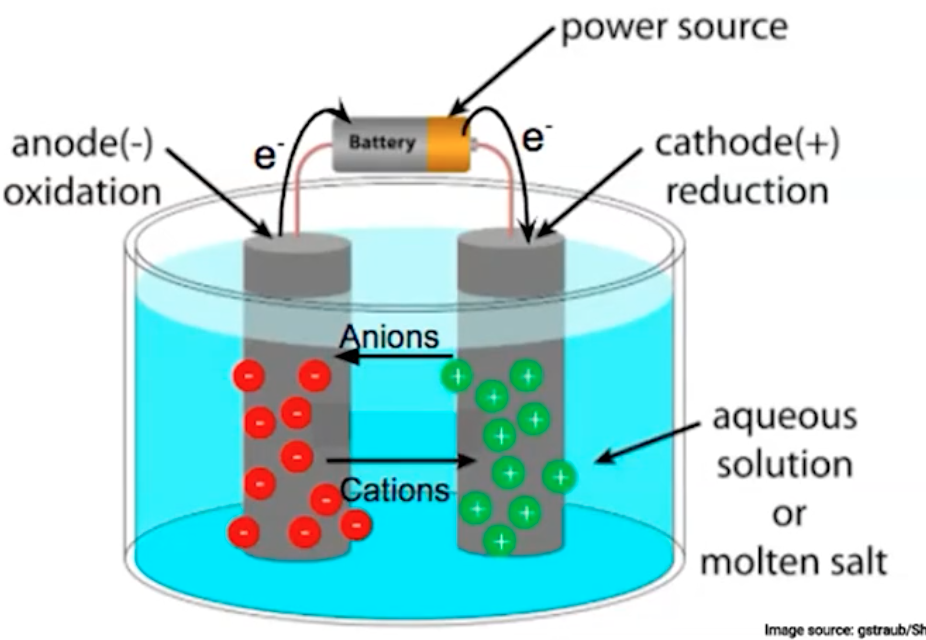 power source
anode(-)
oxidation
e-
Battery
e-
cathode(+)
reduction
Anions
Cations
aqueous
solution
or
molten salt
Image source: gstraub/Sh